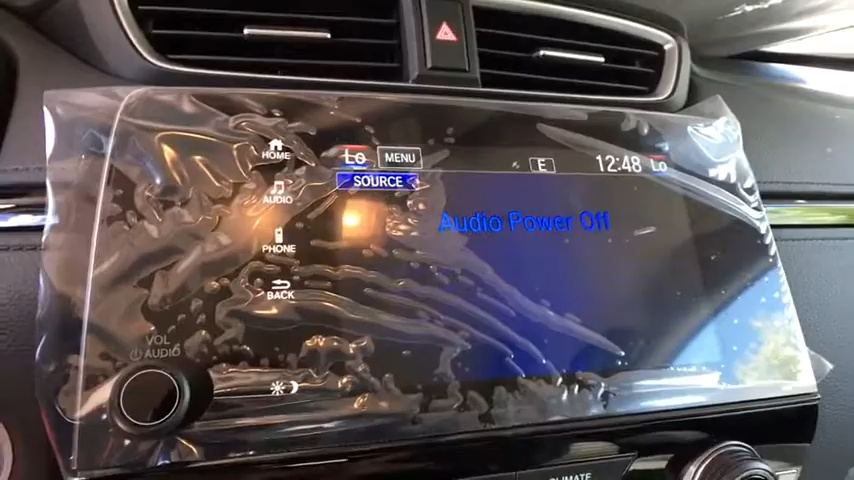 HOME
Lo
MENU
E
12:48
Lo
AUDIO
SOURCE
Audio Power Off
PHONE
BACK
VOL
AUDIO
CLIMATE